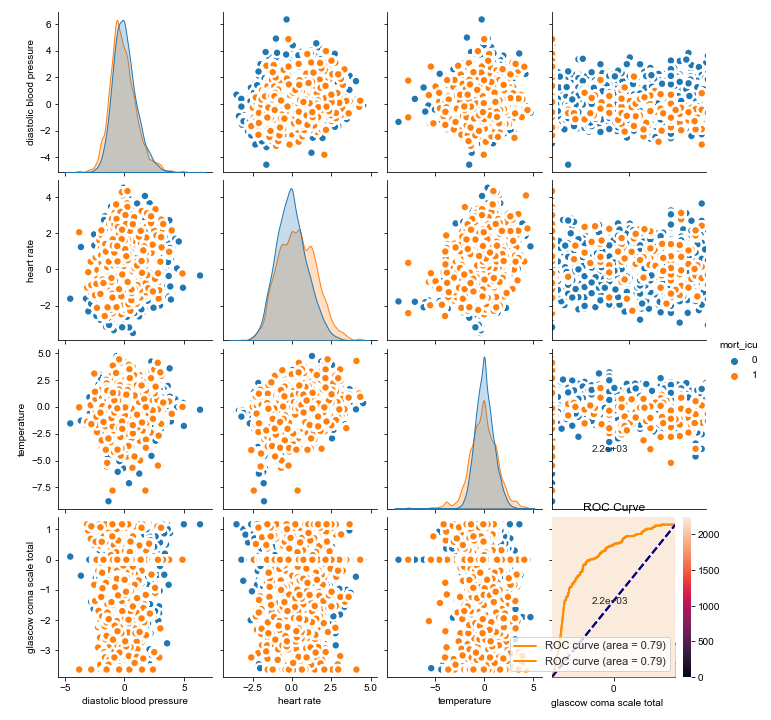 6
4
2
0
−2
−4
diastolic blood pressure
4
2
0
−2
heart rate
mort_icu
0
1
5.0
2.5
0.0
−2.5
−5.0
−7.5
temperature
2.2e+03
ROC Curve
1
0
−1
−2
−3
glascow coma scale total
2.2e+03
ROC curve (area = 0.79)
ROC curve (area = 0.79)
2000
1500
1000
500
0
−5 0 5
−2.5 0.0 2.5 5.0
−5 0 5
0
diastolic blood pressure
heart rate
temperature
glascow coma scale total